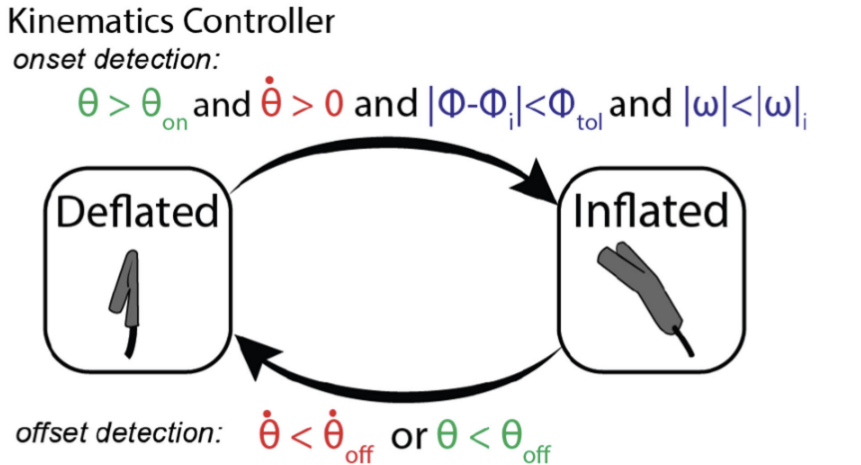 Kinematics Controller
onset detection:
θ > θon and θ̇ > 0 and |Φ-Φi|<Φtol and |ω|<|ω|i
Deflated
Inflated
offset detection: θ̇ < θ̇off or θ < θoff